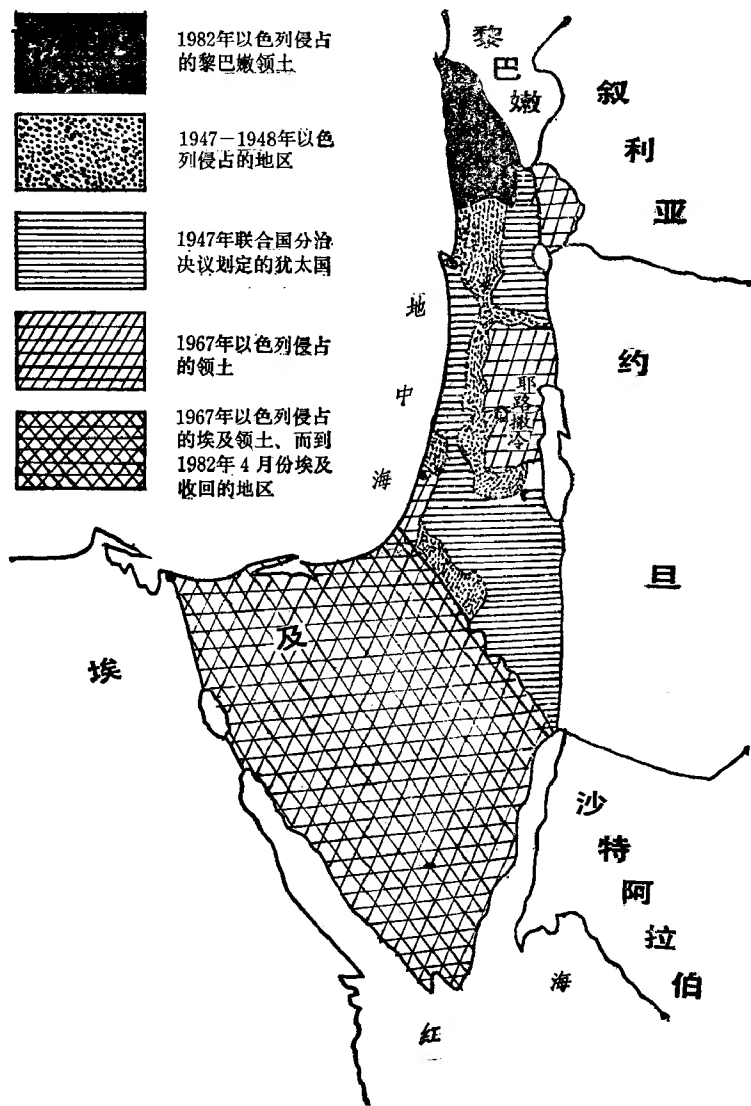 1982年以色列侵占
的黎巴嫩领土
1947－1948年以色
列侵占的地区
1947年联合国分治
决议划定的犹太国
1967年以色列侵占
的领土
1967年以色列侵占
的埃及领土、而到
1982年4月份埃及
收回的地区
黎巴嫩
叙利亚
地中海
约旦
耶路撒冷
埃及
沙特阿拉伯
红海